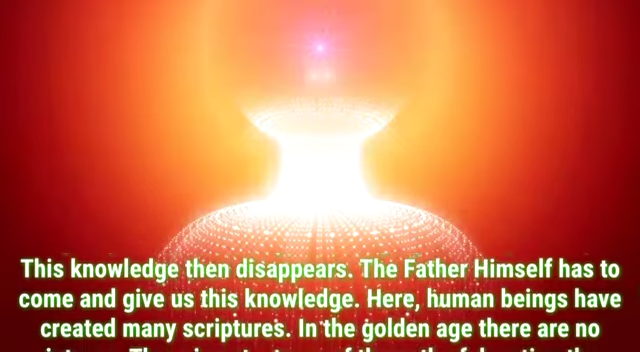 This knowledge then disappears. The Father Himself has to
come and give us this knowledge. Here, human beings have
created many scriptures. In the golden age there are no